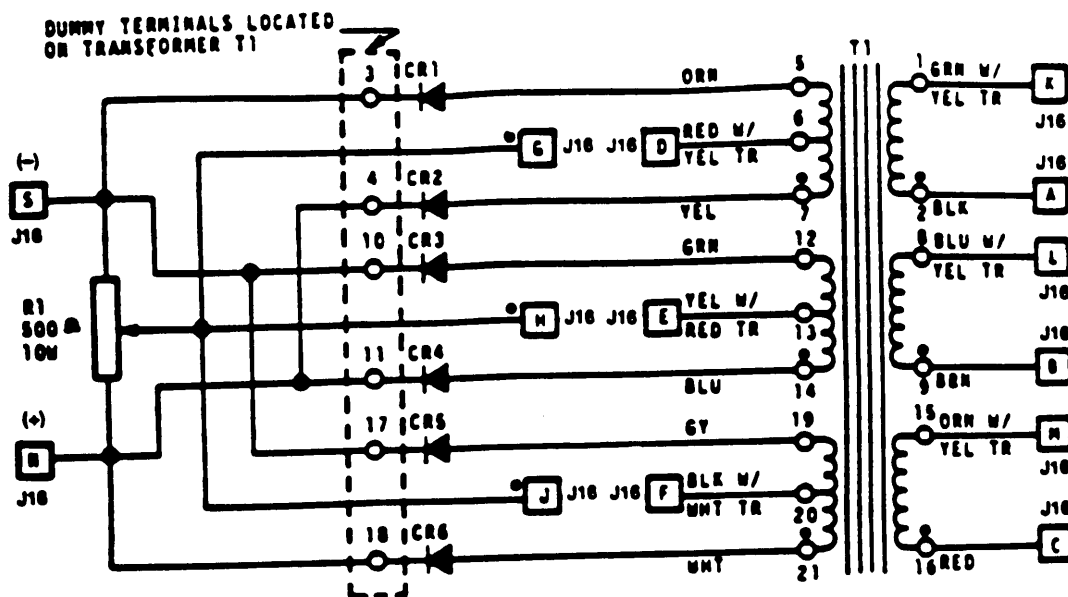 DUMMY TERMINALS LOCATED
ON TRANSFORMER T1
T1
3
CR1
ORN
5
1
GRN W/
YEL TR
K
J16
6
G
J16
J16
D
RED W/
YEL TR
(-)
S
J16
4
CR2
YEL
7
2
BLK
J16
A
10
CR3
GRN
12
8
BLU W/
YEL TR
L
J16
R1
500 Ω
10W
H
J16
J16
E
YEL W/
RED TR
13
11
CR4
BLU
14
9
BRN
J16
B
(+)
J16
17
CR5
GY
19
15
ORN W/
YEL TR
M
J16
J
J16
J16
F
BLK W/
WHT TR
20
18
CR6
WHT
21
16
RED
J16
C